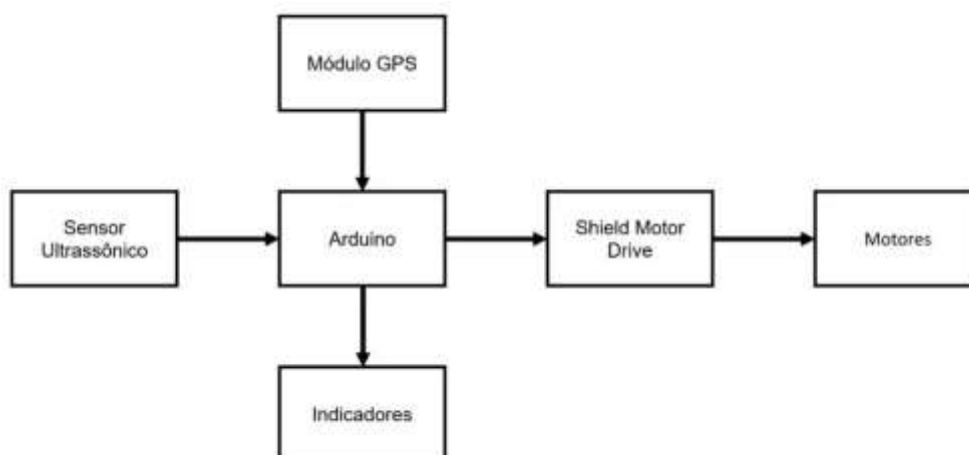 Módulo GPS
Sensor
Ultrassônico
Arduino
Shield Motor
Drive
Motores
Indicadores